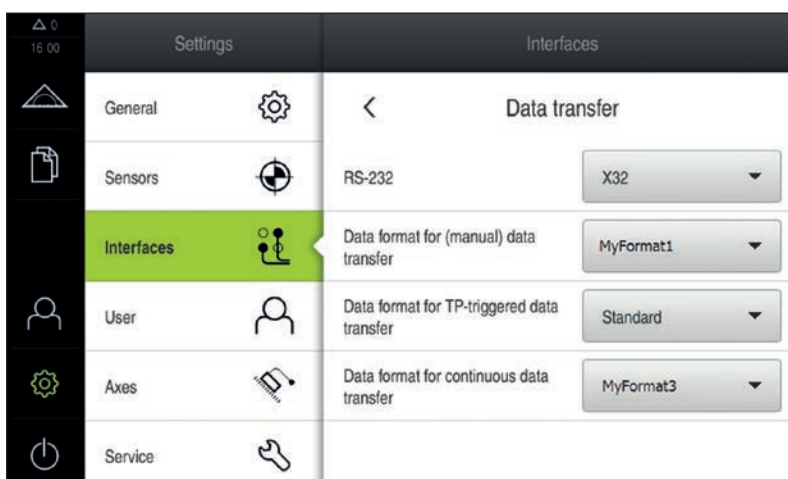 0
16 00
Settings
Interfaces
General
Sensors
Interfaces
User
Axes
Service
Data transfer
RS-232
X32
Data format for (manual) data
transfer
MyFormat1
Data format for TP-triggered data
transfer
Standard
Data format for continuous data
transfer
MyFormat3